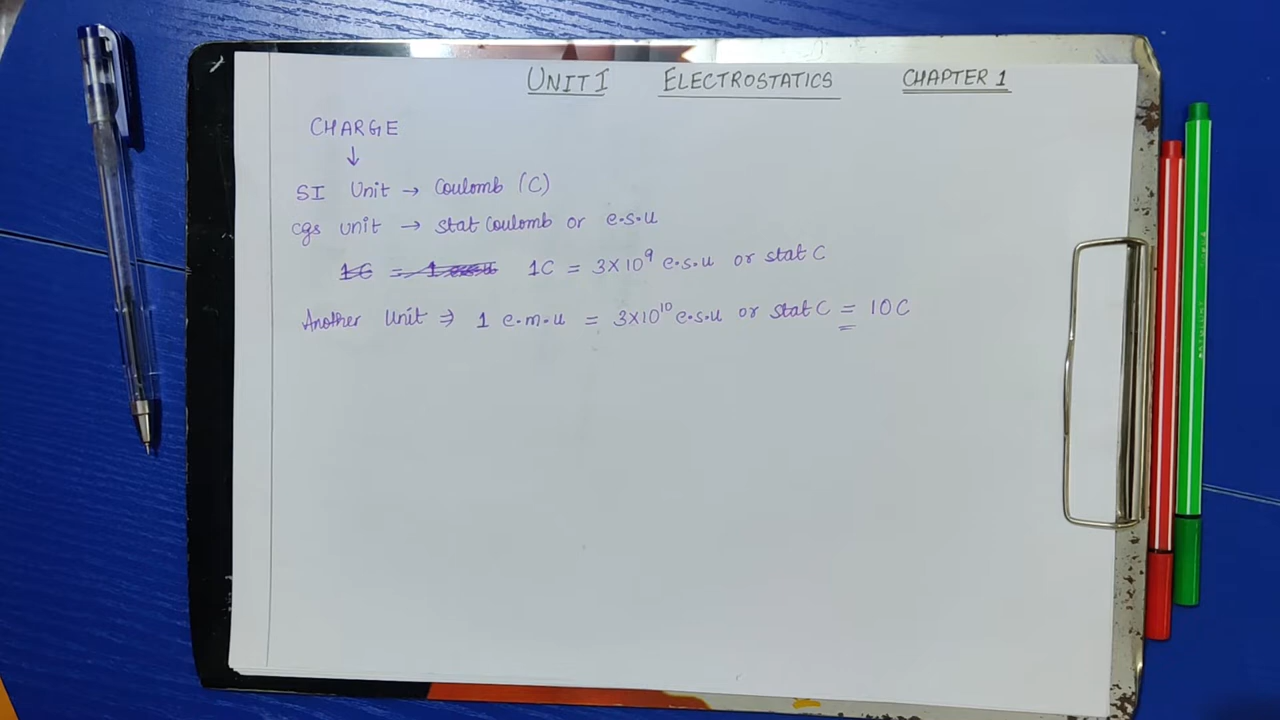 UNIT I ELECTROSTATICS CHAPTER 1
CHARGE
↓
SI Unit → Coulomb (C)
cgs unit → stat Coulomb or e.s.u
1C = 3×10⁹ e.s.u or stat C
Another Unit ⇒ 1 e.m.u = 3×10¹⁰ e.s.u or stat C = 10C